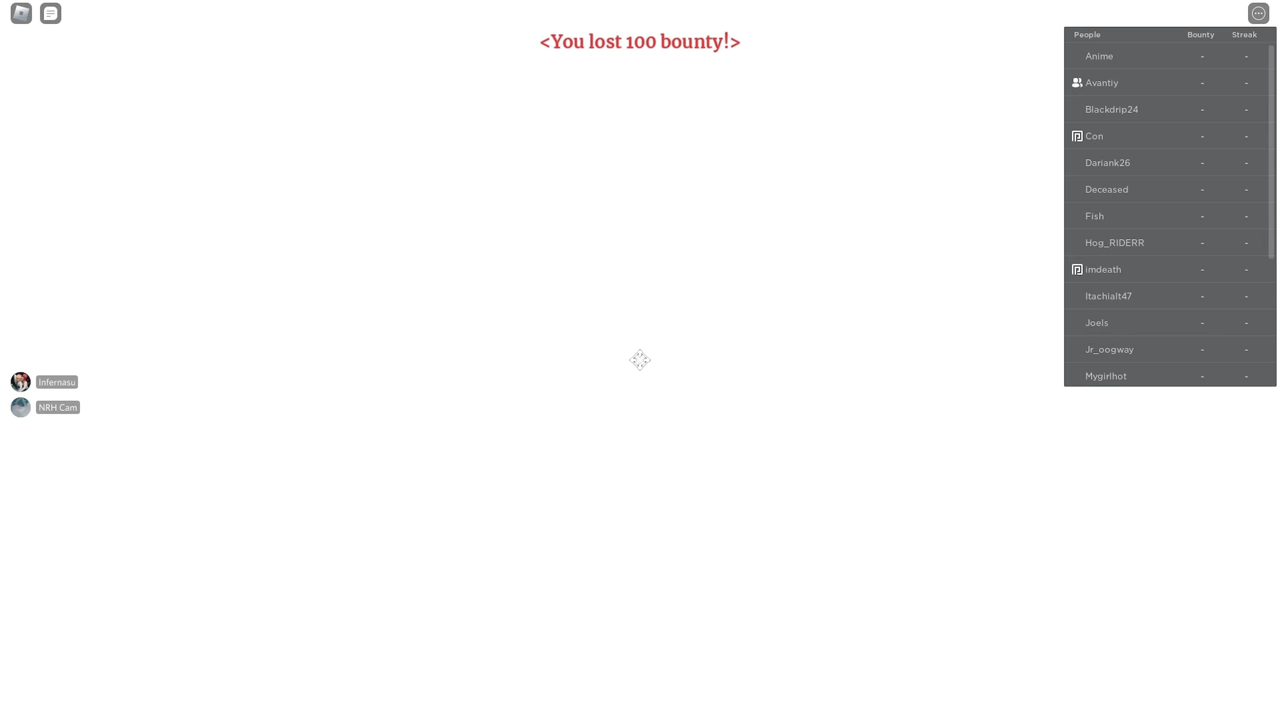 <You lost 100 bounty!>
People Bounty Streak
Anime - -
Avantiy - -
Blackdrip24 - -
Con - -
Dariank26 - -
Deceased - -
Fish - -
Hog_RIDERR - -
imdeath - -
Itachialt47 - -
Joels - -
Jr_oogway - -
Mygirlhot - -
Infernasu
NRH Cam